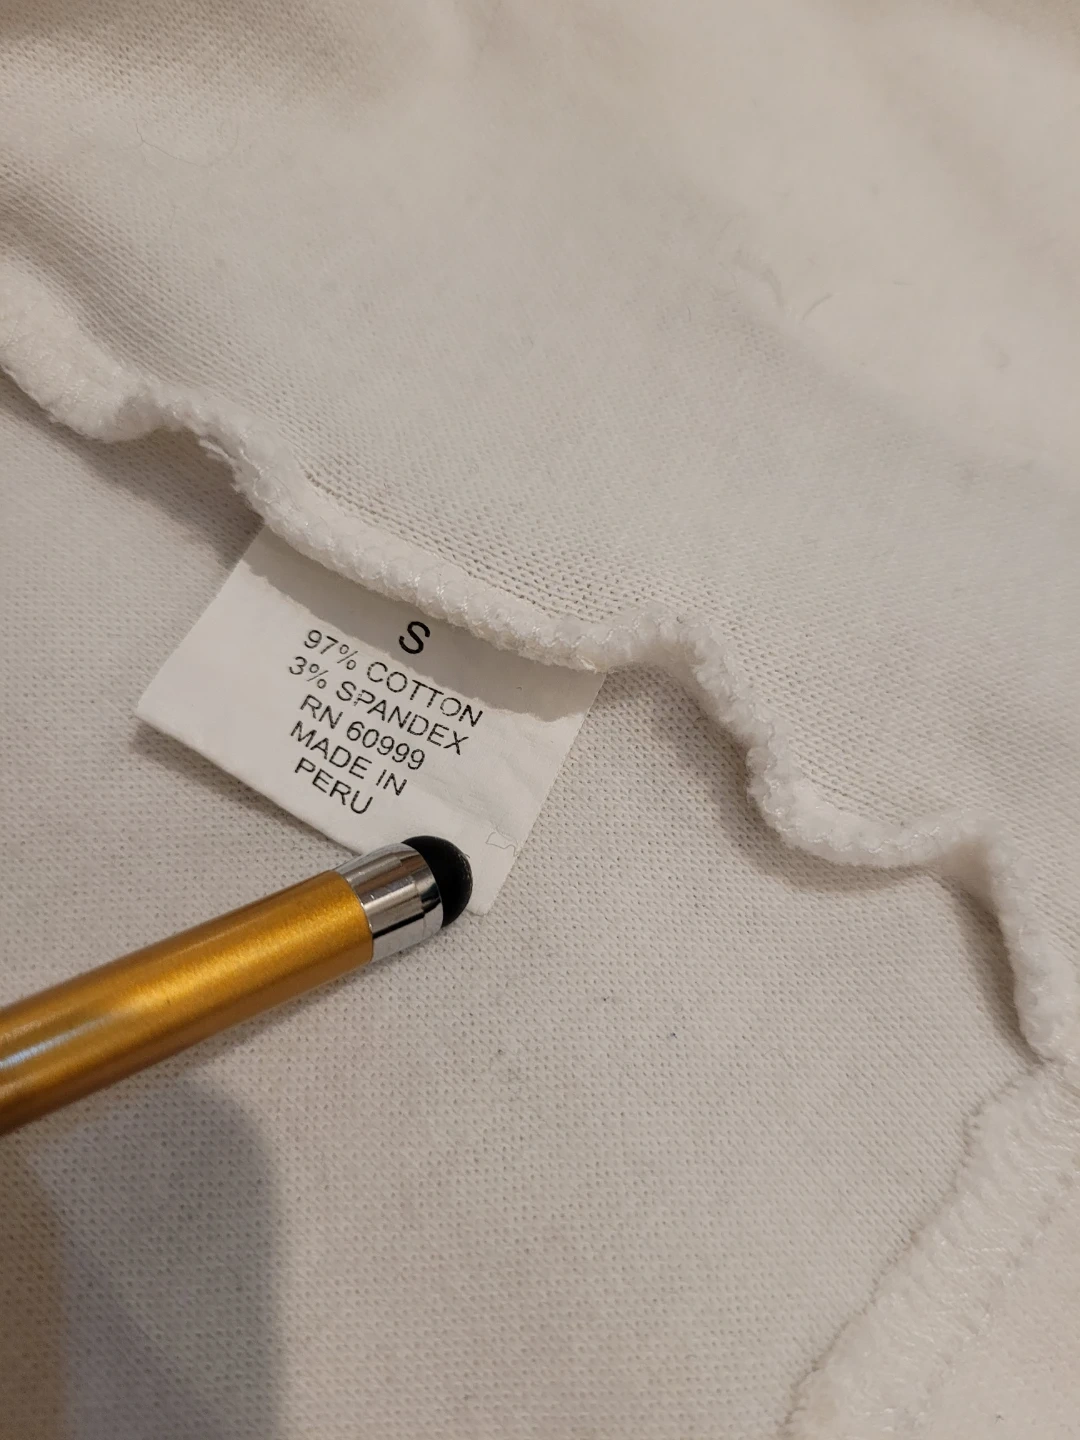 S
97% COTTON
3% SPANDEX
RN 60999
MADE IN
PERU